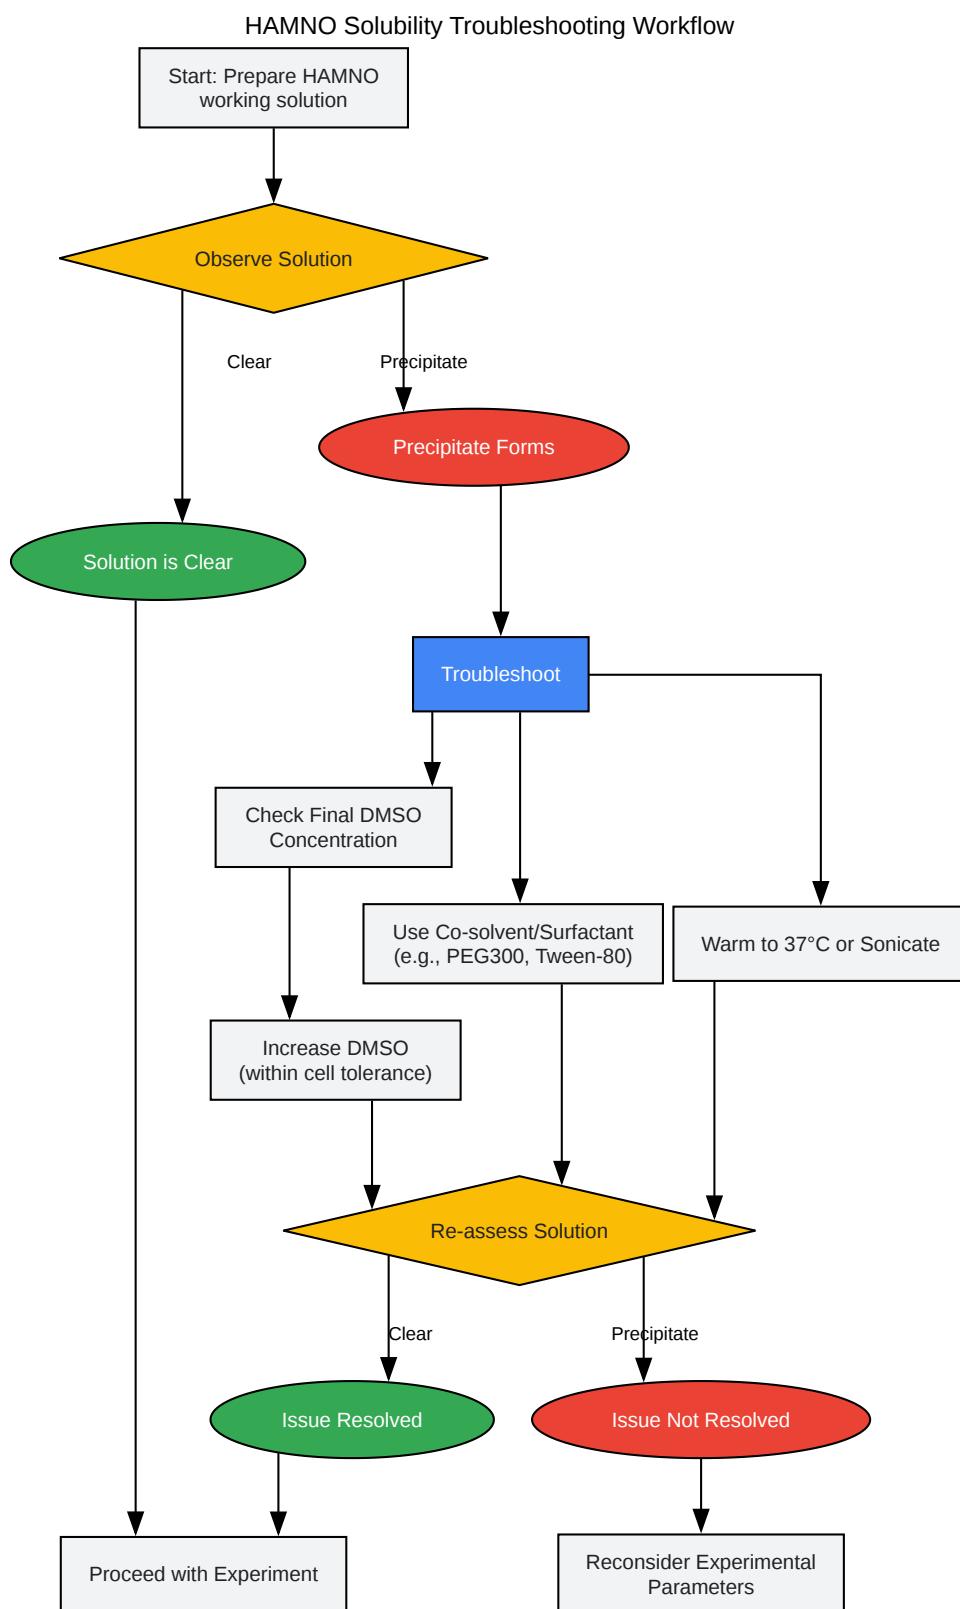 HAMNO Solubility Troubleshooting Workflow
Start: Prepare HAMNO
working solution
Observe Solution
Clear
Precipitate
Precipitate Forms
Solution is Clear
Troubleshoot
Check Final DMSO
Concentration
Use Co-solvent/Surfactant
(e.g., PEG300, Tween-80)
Warm to 37°C or Sonicate
Increase DMSO
(within cell tolerance)
Re-assess Solution
Clear
Precipitate
Issue Resolved
Issue Not Resolved
Proceed with Experiment
Reconsider Experimental
Parameters